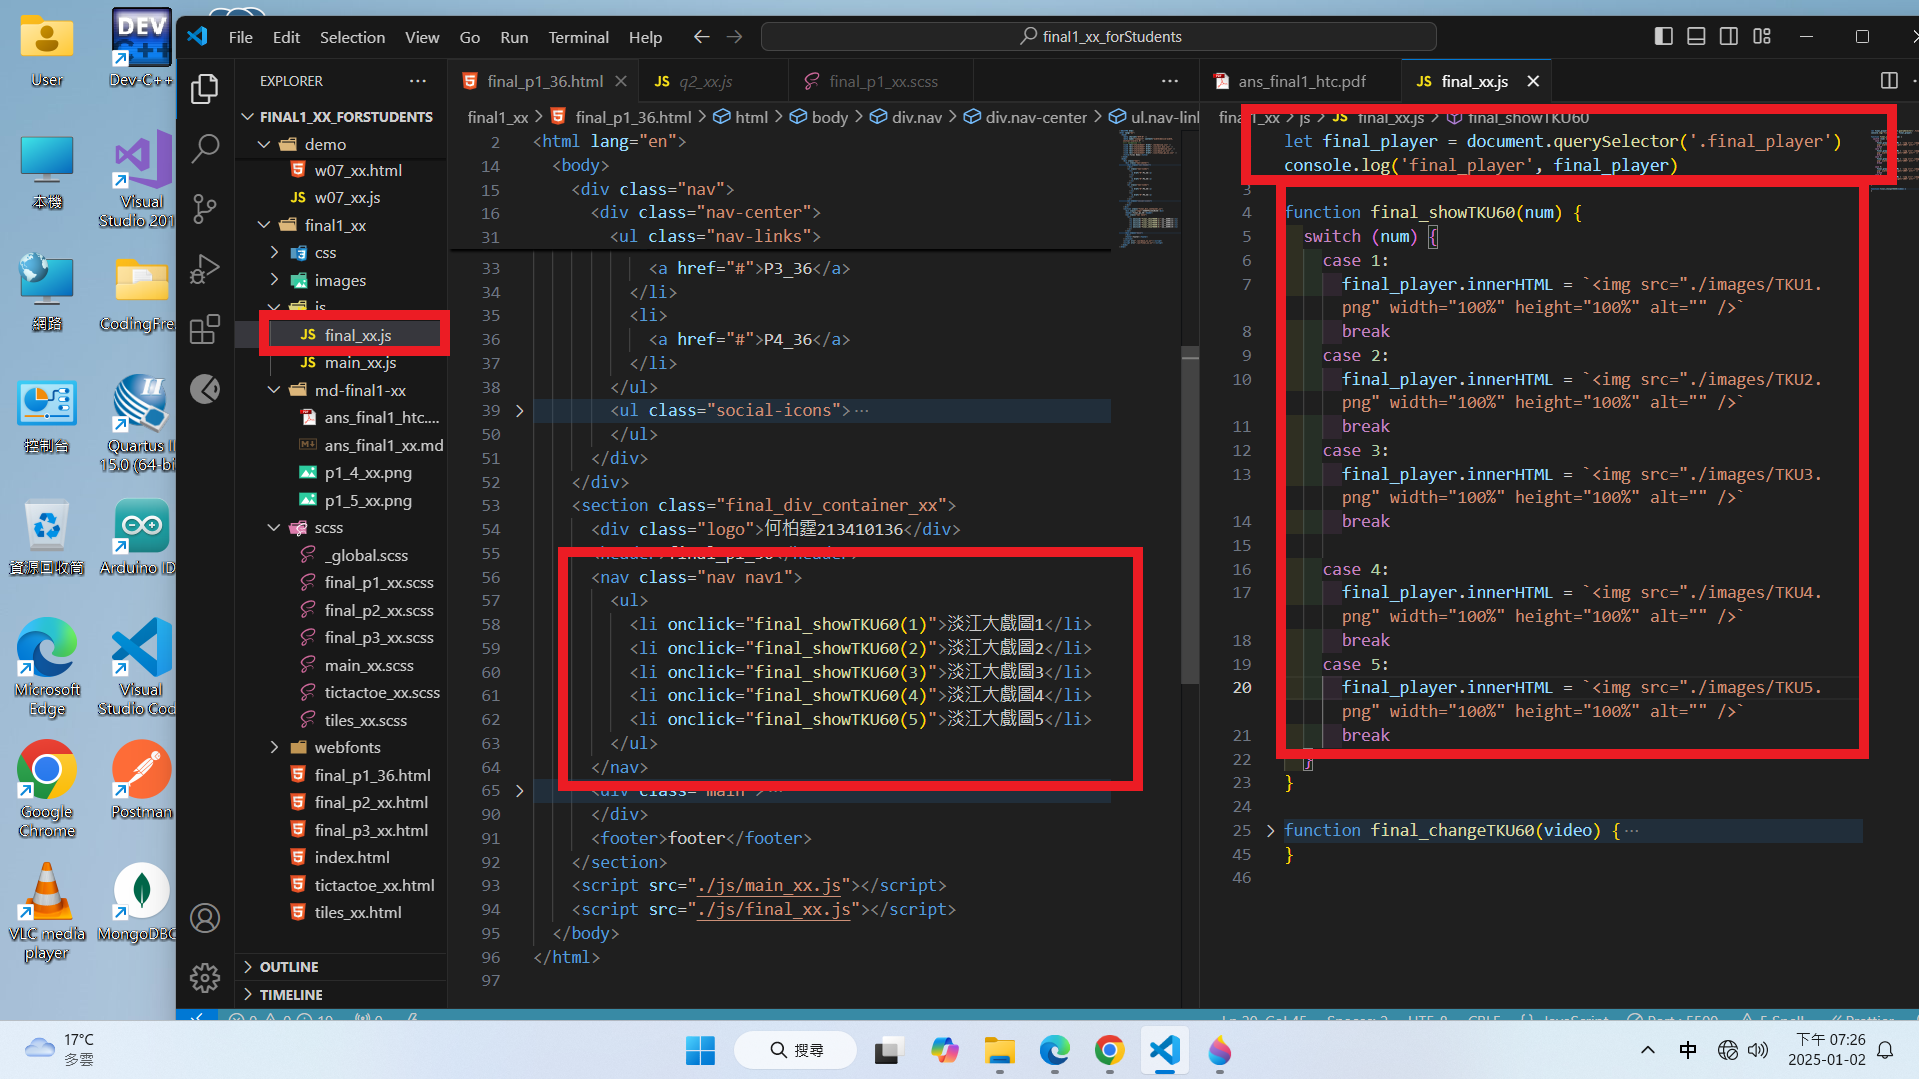 User
Dev-C++
本機
Visual
Studio 201
網路
CodingFre
控制台
Quartus II
15.0 (64-bi
資源回收筒
Arduino ID
Microsoft
Edge
Visual
Studio Cod
Google
Chrome
Postman
VLC media
player
MongoDBC
File Edit Selection View Go Run Terminal Help
final1_xx_forStudents
EXPLORER
FINAL1_XX_FORSTUDENTS
demo
w07_xx.html
JS w07_xx.js
final1_xx
css
images
js
JS final_xx.js
JS main_xx.js
md-final1-xx
ans_final1_htc....
ans_final1_xx.md
p1_4_xx.png
p1_5_xx.png
scss
_global.scss
final_p1_xx.scss
final_p2_xx.scss
final_p3_xx.scss
main_xx.scss
tictactoe_xx.scss
tiles_xx.scss
webfonts
final_p1_36.html
final_p2_xx.html
final_p3_xx.html
index.html
tictactoe_xx.html
tiles_xx.html
OUTLINE
TIMELINE
final_p1_36.html
JS q2_xx.js
final_p1_xx.scss
final1_xx > final_p1_36.html > html > body > div.nav > div.nav-center > ul.nav-link
2 <html lang="en">
14 <body>
15 <div class="nav">
16 <div class="nav-center">
31 <ul class="nav-links">
33 <a href="#">P3_36</a>
34 </li>
35 <li>
36 <a href="#">P4_36</a>
37 </li>
38 </ul>
39 <ul class="social-icons">…
50 </ul>
51 </div>
52 </div>
53 <section class="final_div_container_xx">
54 <div class="logo">何柏霆213410136</div>
55 <header>final_p1_36</header>
56 <nav class="nav nav1">
57 <ul>
58 <li onclick="final_showTKU60(1)">淡江大戲圖1</li>
59 <li onclick="final_showTKU60(2)">淡江大戲圖2</li>
60 <li onclick="final_showTKU60(3)">淡江大戲圖3</li>
61 <li onclick="final_showTKU60(4)">淡江大戲圖4</li>
62 <li onclick="final_showTKU60(5)">淡江大戲圖5</li>
63 </ul>
64 </nav>
65 <div class="main">…
90 </div>
91 <footer>footer</footer>
92 </section>
93 <script src="./js/main_xx.js"></script>
94 <script src="./js/final_xx.js"></script>
95 </body>
96 </html>
97
ans_final1_htc.pdf
JS final_xx.js
final1_xx > js > JS final_xx.js > final_showTKU60
let final_player = document.querySelector('.final_player')
console.log('final_player', final_player)
3
4 function final_showTKU60(num) {
5 switch (num) {
6 case 1:
7 final_player.innerHTML = `<img src="./images/TKU1.
png" width="100%" height="100%" alt="" />`
8 break
9 case 2:
10 final_player.innerHTML = `<img src="./images/TKU2.
png" width="100%" height="100%" alt="" />`
11 break
12 case 3:
13 final_player.innerHTML = `<img src="./images/TKU3.
png" width="100%" height="100%" alt="" />`
14 break
15
16 case 4:
17 final_player.innerHTML = `<img src="./images/TKU4.
png" width="100%" height="100%" alt="" />`
18 break
19 case 5:
20 final_player.innerHTML = `<img src="./images/TKU5.
png" width="100%" height="100%" alt="" />`
21 break
22 }
23 }
24
25 function final_changeTKU60(video) {…
45 }
46
17°C
多雲
搜尋
中
下午 07:26
2025-01-02